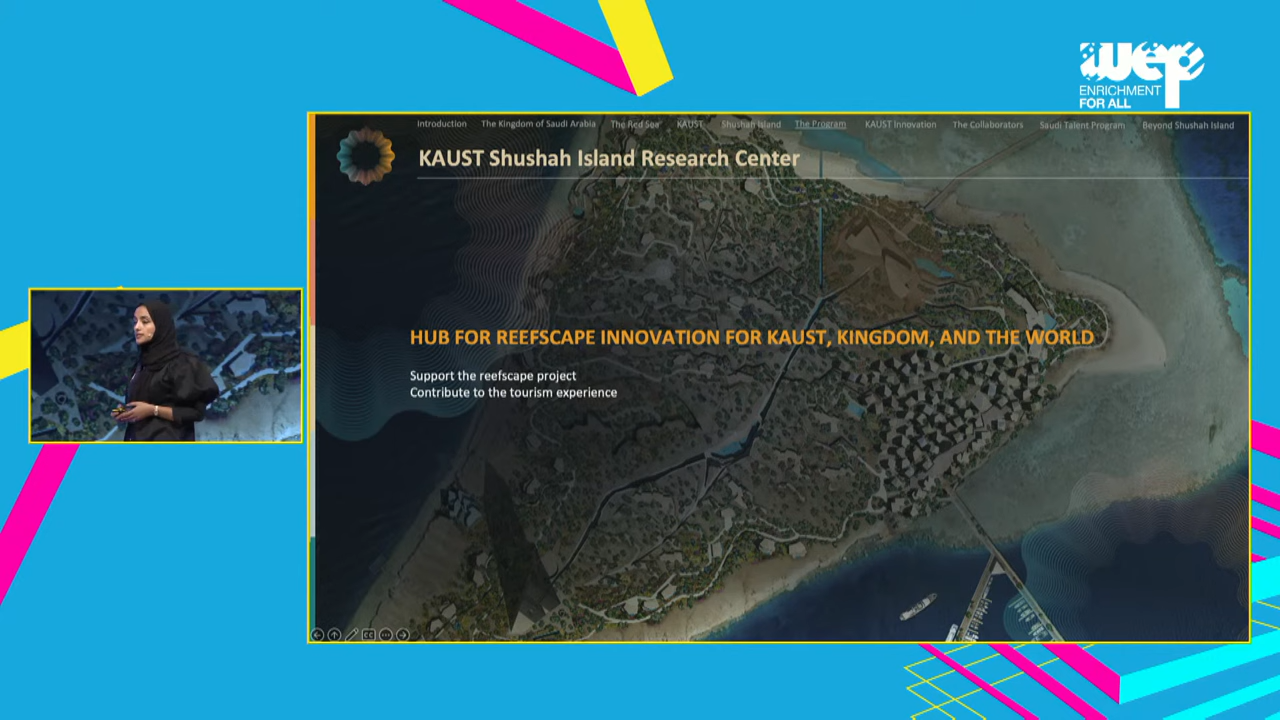 wep
ENRICHMENT
FOR ALL
Introduction The Kingdom of Saudi Arabia The Red Sea KAUST Shushah Island The Program KAUST Innovation The Collaborators Saudi Talent Program Beyond Shushah Island
KAUST Shushah Island Research Center
HUB FOR REEFSCAPE INNOVATION FOR KAUST, KINGDOM, AND THE WORLD
Support the reefscape project
Contribute to the tourism experience
CC